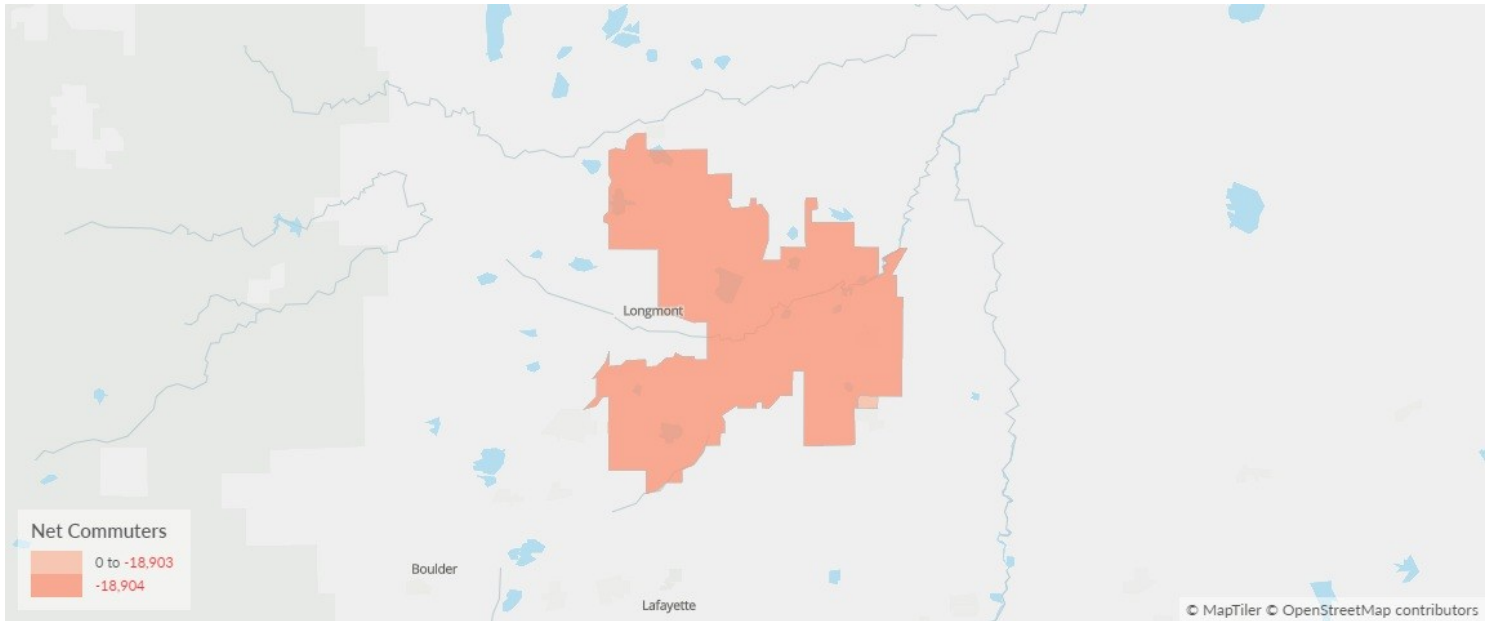 Longmont
Net Commuters
0 to -18,903
-18,904
Boulder
Lafayette
© MapTiler © OpenStreetMap contributors